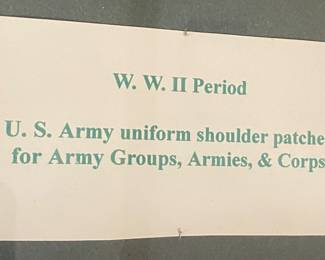 W. W. II Period
U. S. Army uniform shoulder patche
for Army Groups, Armies, & Corps